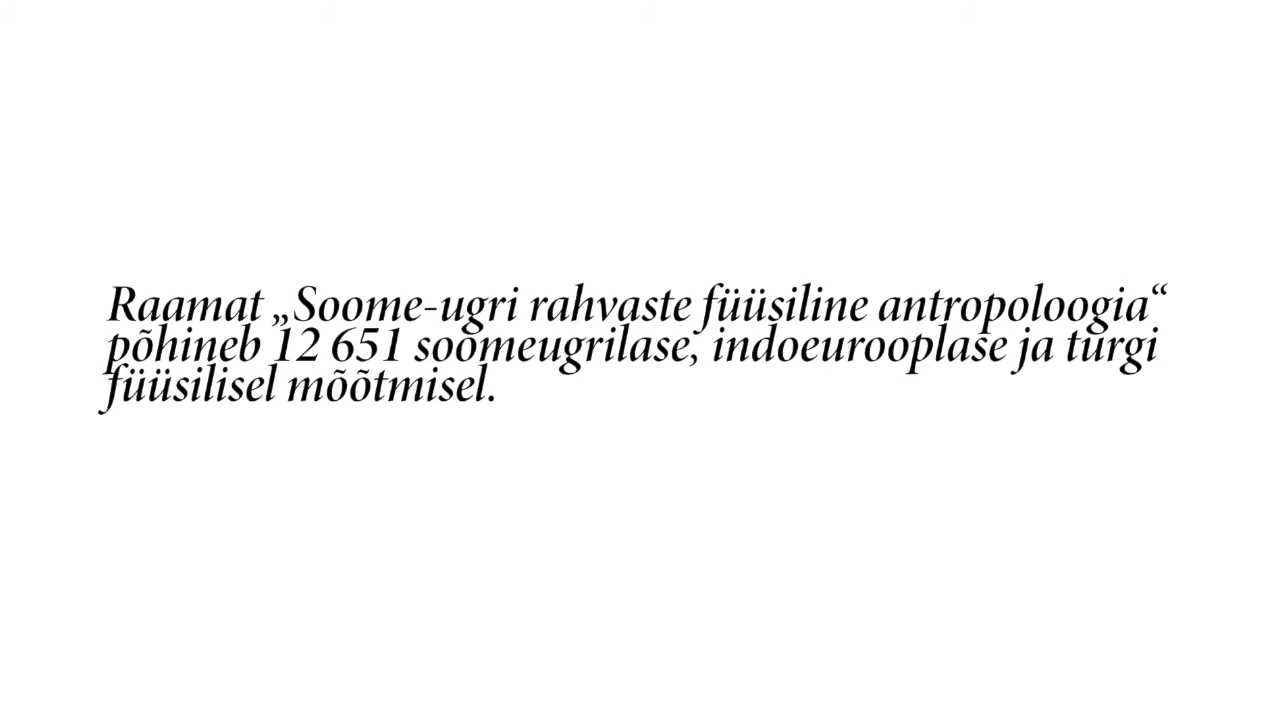 Raamat „Soome-ugri rahvaste füüsiline antropoloogia“
põhineb 12 651 soomeugrilase, indoeurooplase ja türgi
füüsilisel mõõtmisel.